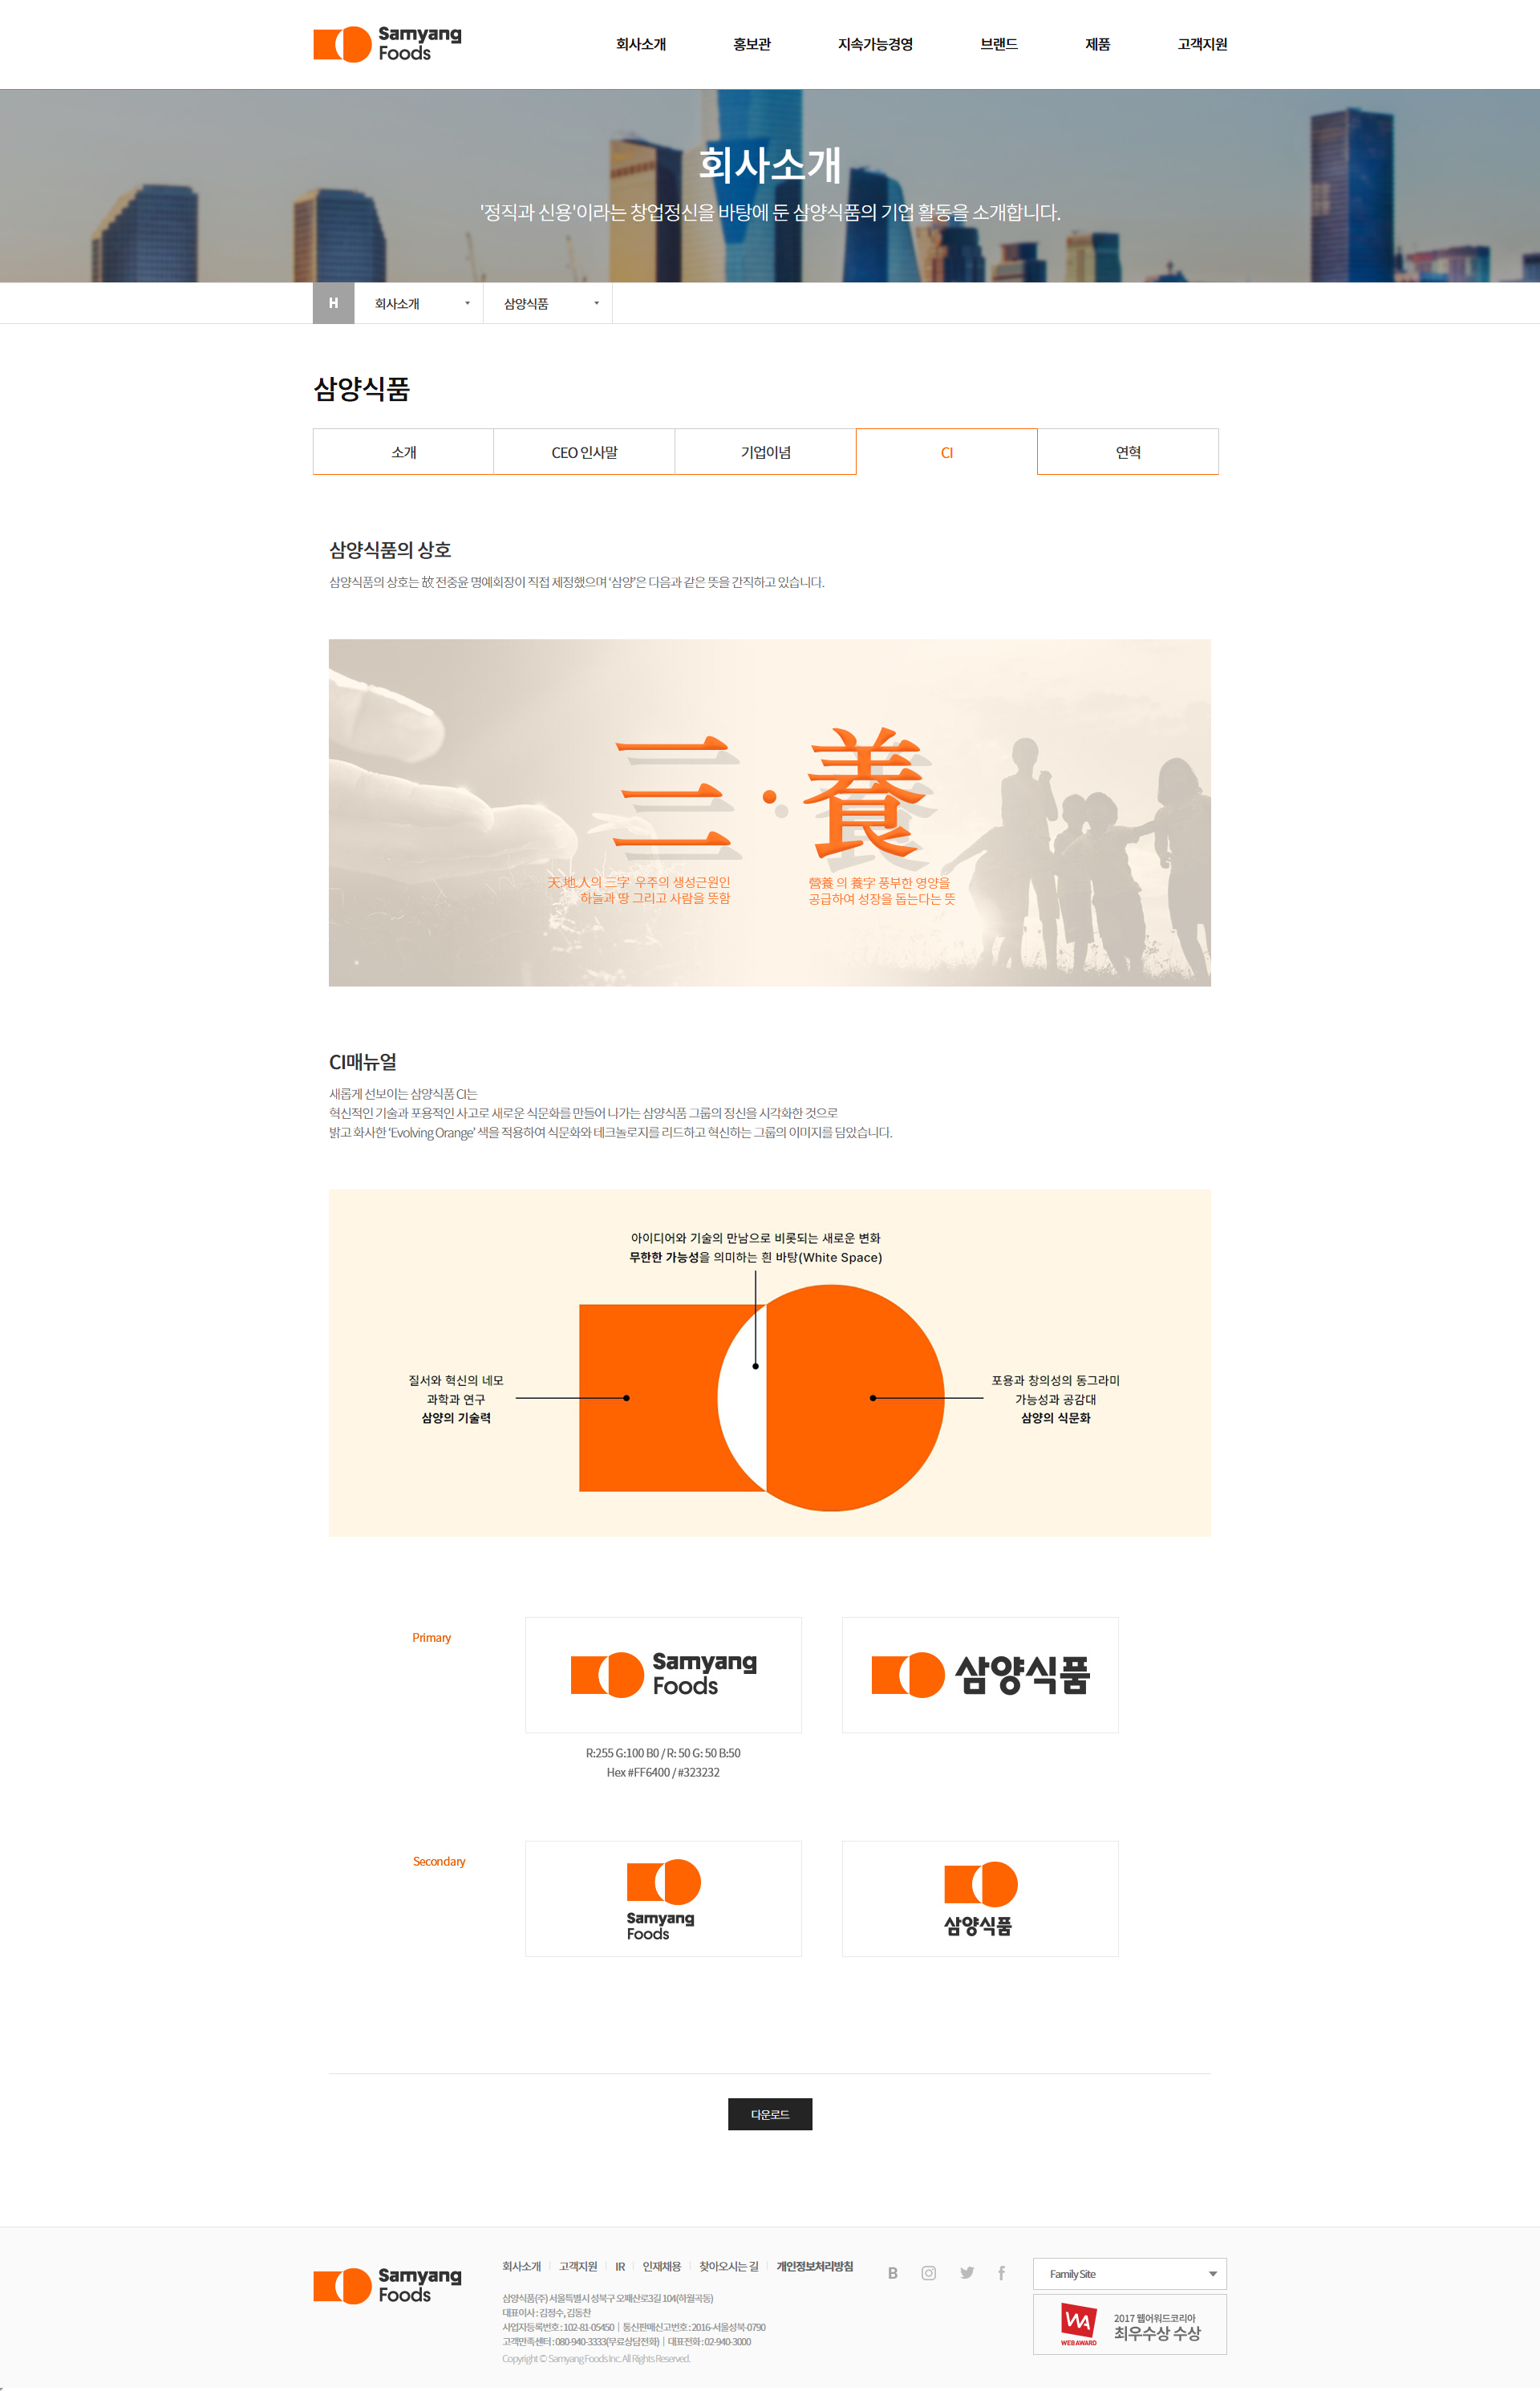 Samyang
Foods
회사소개
홍보관
지속가능경영
브랜드
제품
고객지원
회사소개
'정직과 신용'이라는 창업정신을 바탕에 둔 삼양식품의 기업 활동을 소개합니다.
H
회사소개
삼양식품
삼양식품
소개
CEO 인사말
기업이념
CI
연혁
삼양식품의 상호
삼양식품의 상호는 故 전중윤 명예회장이 직접 제정했으며 ‘삼양’은 다음과 같은 뜻을 간직하고 있습니다.
三·養
天.地.人의 三字 우주의 생성근원인
하늘과 땅 그리고 사람을 뜻함
營養 의 養字 풍부한 영양을
공급하여 성장을 돕는다는 뜻
CI매뉴얼
새롭게 선보이는 삼양식품 CI는
혁신적인 기술과 포용적인 사고로 새로운 식문화를 만들어 나가는 삼양식품 그룹의 정신을 시각화한 것으로
밝고 화사한 ‘Evolving Orange’ 색을 적용하여 식문화와 테크놀로지를 리드하고 혁신하는 그룹의 이미지를 담았습니다.
아이디어와 기술의 만남으로 비롯되는 새로운 변화
무한한 가능성을 의미하는 흰 바탕(White Space)
질서와 혁신의 네모
과학과 연구
삼양의 기술력
포용과 창의성의 동그라미
가능성과 공감대
삼양의 식문화
Primary
Samyang
Foods
삼양식품
R:255 G:100 B0 / R: 50 G: 50 B:50
Hex #FF6400 / #323232
Secondary
Samyang
Foods
삼양식품
다운로드
Samyang
Foods
회사소개
고객지원
IR
인재채용
찾아오시는 길
개인정보처리방침
B
Family Site
삼양식품(주) 서울특별시 성북구 오패산로3길 104(하월곡동)
대표이사 : 김정수, 김동찬
사업자등록번호 : 102-81-05450 | 통신판매신고번호 : 2016-서울성북-0790
고객만족센터 : 080-940-3333(무료상담전화) | 대표전화 : 02-940-3000
Copyright © Samyang Foods Inc. All Rights Reserved.
WA
WEB AWARD
2017 웹어워드코리아
최우수상 수상